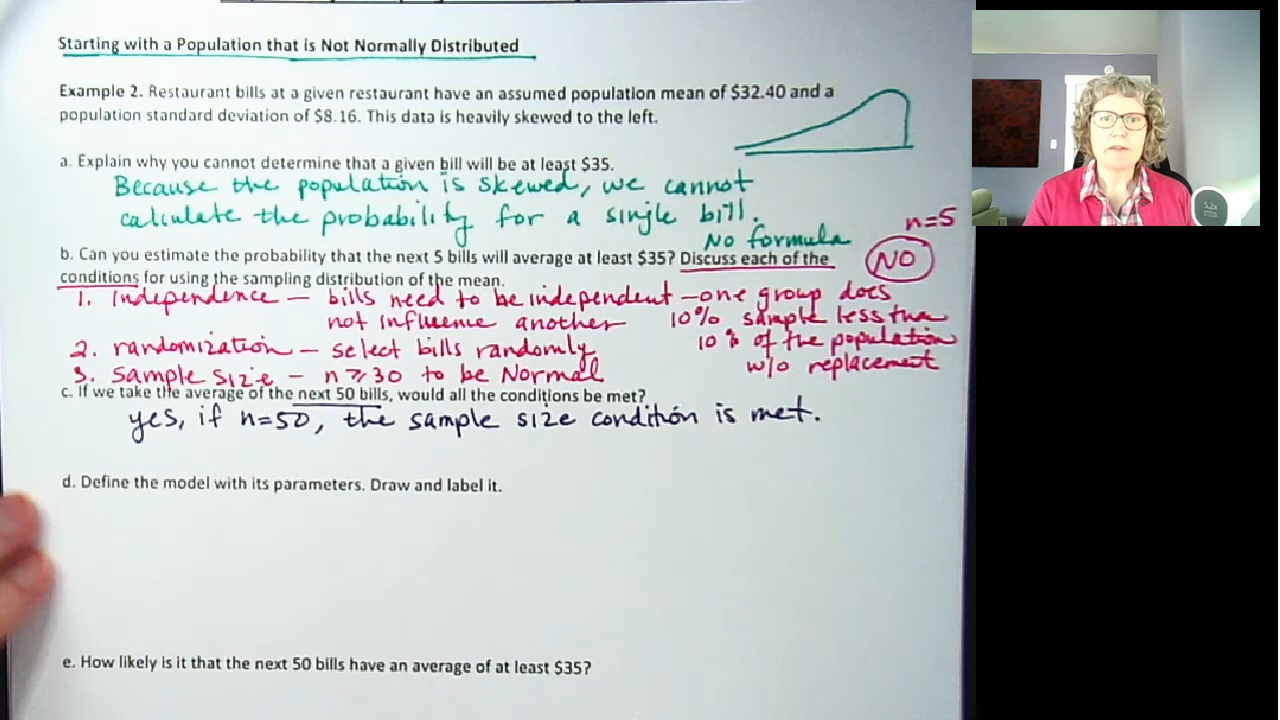 Starting with a Population that is Not Normally Distributed
Example 2. Restaurant bills at a given restaurant have an assumed population mean of $32.40 and a
population standard deviation of $8.16. This data is heavily skewed to the left.
a. Explain why you cannot determine that a given bill will be at least $35.
Because the population is skewed, we cannot
calculate the probability for a single bill.
No formula
n=5
b. Can you estimate the probability that the next 5 bills will average at least $35? Discuss each of the
NO
conditions for using the sampling distribution of the mean.
1. independence – bills need to be independent – one group does
not influence another
10% sample less than
10% of the population
w/o replacement
2. randomization – select bills randomly
3. sample size – n ≥ 30 to be Normal
c. If we take the average of the next 50 bills, would all the conditions be met?
yes, if n=50, the sample size condition is met.
d. Define the model with its parameters. Draw and label it.
e. How likely is it that the next 50 bills have an average of at least $35?